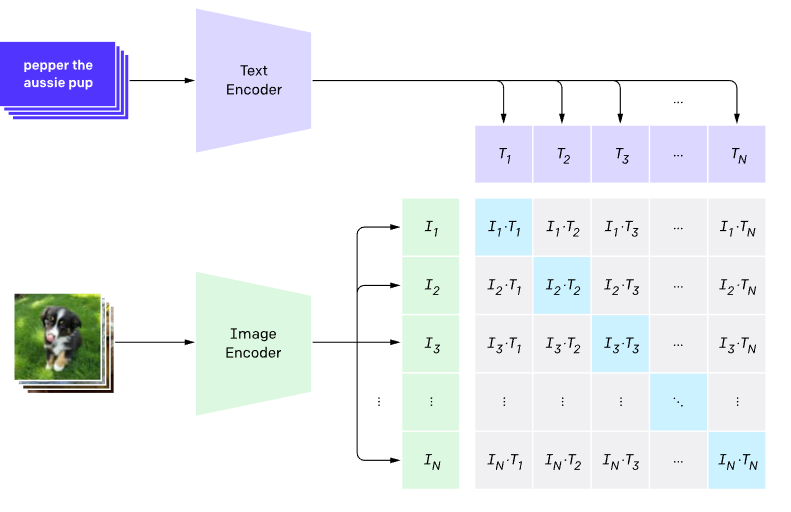 pepper the
aussie pup
Text
Encoder
...
T1 T2 T3 ... TN
I1 I1·T1 I1·T2 I1·T3 ... I1·TN
I2 I2·T1 I2·T2 I2·T3 ... I2·TN
Image
Encoder
I3 I3·T1 I3·T2 I3·T3 ... I3·TN
⋮ ⋮ ⋮ ⋮ ⋮ ⋱ ⋮
IN IN·T1 IN·T2 IN·T3 ... IN·TN